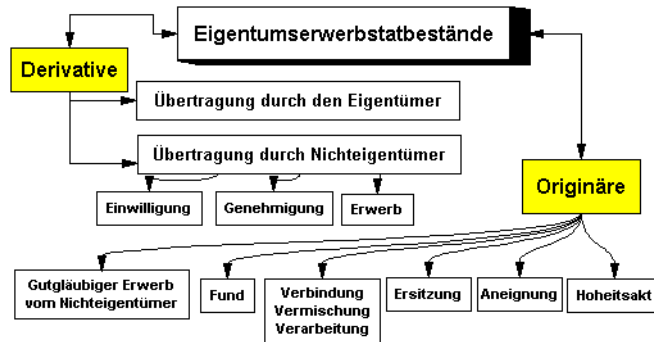 Eigentumserwerbstatbestände
Derivative
Übertragung durch den Eigentümer
Übertragung durch Nichteigentümer
Einwilligung
Genehmigung
Erwerb
Originäre
Gutgläubiger Erwerb
vom Nichteigentümer
Fund
Verbindung
Vermischung
Verarbeitung
Ersitzung
Aneignung
Hoheitsakt